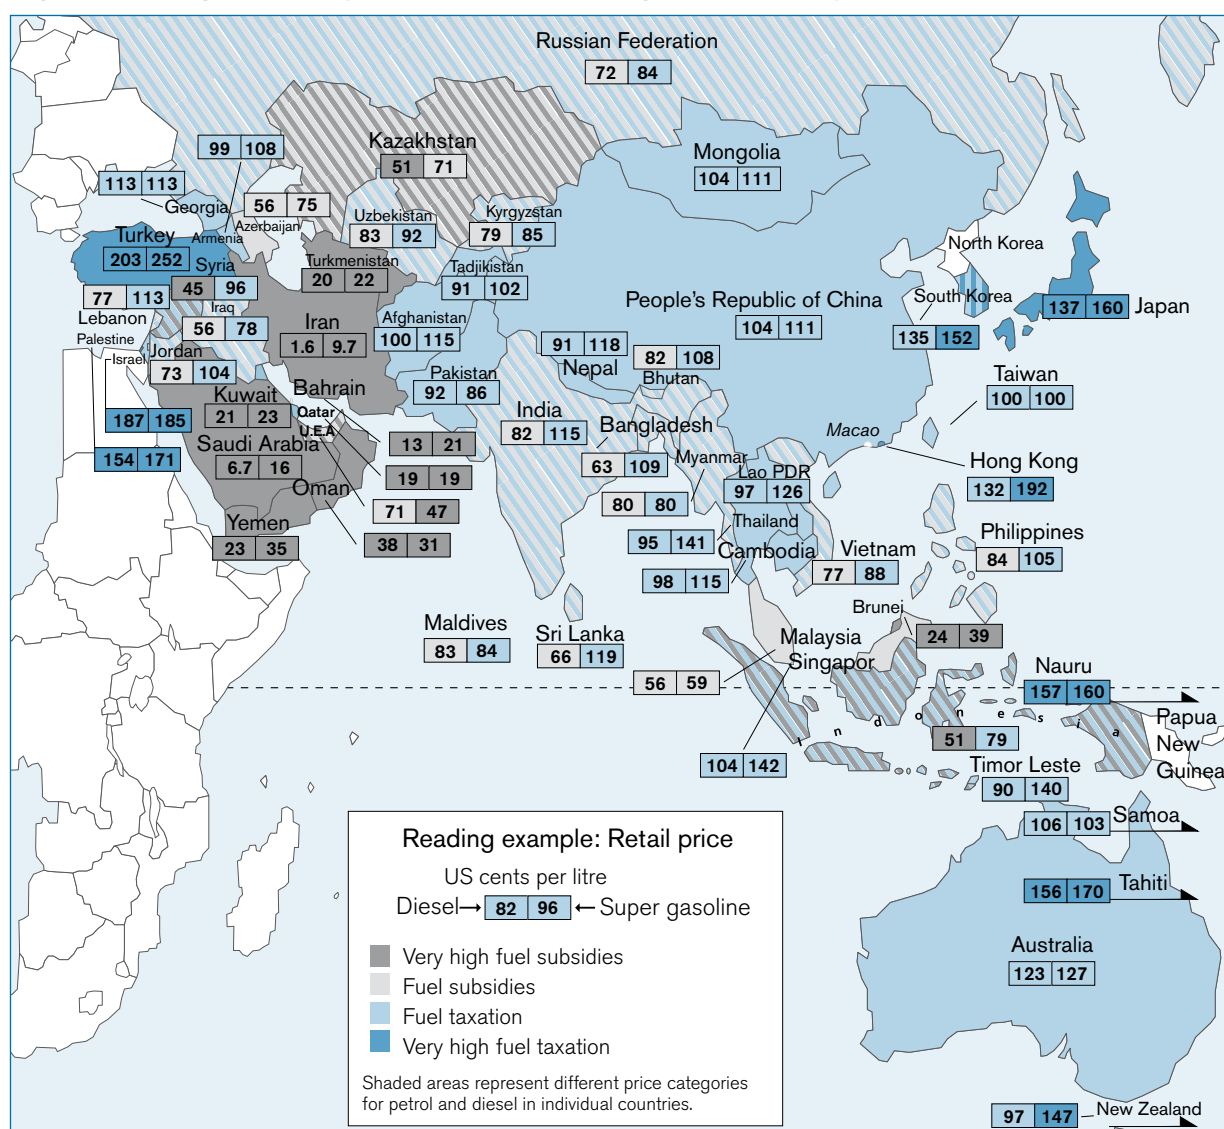 Russian Federation
72 84
Kazakhstan
51 71
99 108
Mongolia
104 111
113 113
Georgia
56 75
Azerbaijan
Armenia
Uzbekistan
83 92
Kyrgyzstan
79 85
Turkey
203 252
Syria
45 96
Turkmenistan
20 22
Tadjikistan
91 102
North Korea
South Korea
135 152
137 160
Japan
77 113
Lebanon
Iraq
56 78
Iran
1.6 9.7
Afghanistan
100 115
People's Republic of China
104 111
Palestine
Israel
Jordan
73 104
91 118
Nepal
82 108
Bhutan
Taiwan
100 100
Kuwait
21 23
Bahrain
Pakistan
92 86
187 185
Qatar
U.E.A
India
82 115
Bangladesh
63 109
Macao
154 171
Saudi Arabia
6.7 16
13 21
Myanmar
80 80
Lao PDR
97 126
Hong Kong
132 192
Oman
19 19
71 47
Yemen
23 35
38 31
Thailand
95 141
Cambodia
98 115
Vietnam
77 88
Philippines
84 105
Brunei
24 39
Maldives
83 84
Sri Lanka
66 119
Malaysia
Singapor
56 59
Nauru
157 160
Indonesia
51 79
Papua
New
Guinea
104 142
Timor Leste
90 140
106 103
Samoa
156 170
Tahiti
Australia
123 127
97 147
New Zealand
Reading example: Retail price
US cents per litre
Diesel 82 96 Super gasoline
Very high fuel subsidies
Fuel subsidies
Fuel taxation
Very high fuel taxation
Shaded areas represent different price categories
for petrol and diesel in individual countries.